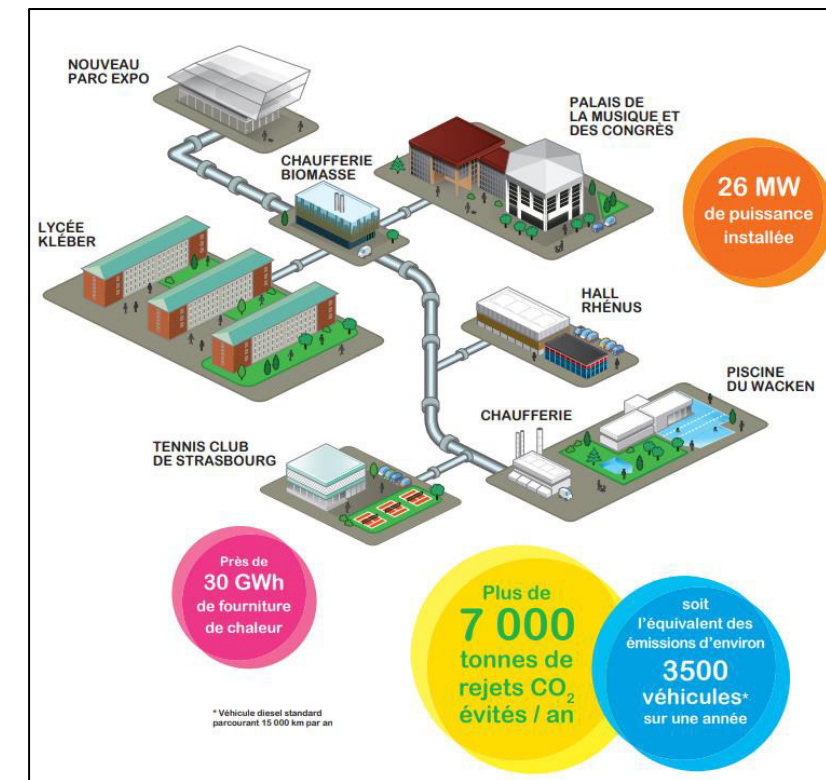 NOUVEAU
PARC EXPO
PALAIS DE
LA MUSIQUE ET
DES CONGRÈS
CHAUFFERIE
BIOMASSE
26 MW
de puissance
installée
LYCÉE
KLÉBER
HALL
RHÉNUS
PISCINE
DU WACKEN
CHAUFFERIE
TENNIS CLUB
DE STRASBOURG
Près de
30 GWh
de fourniture
de chaleur
Plus de
7 000
tonnes de
rejets CO₂
évités / an
soit
l'équivalent des
émissions d'environ
3500
véhicules*
sur une année
* Véhicule diesel standard
parcourant 15 000 km par an